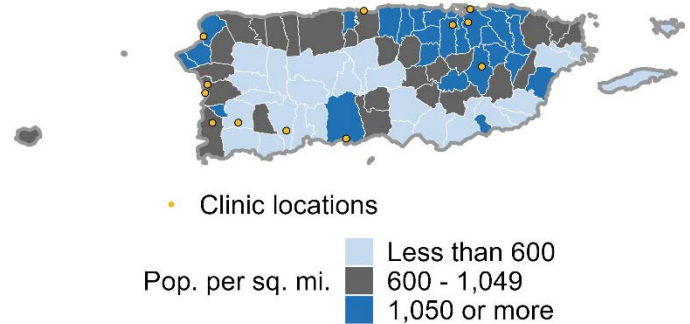 Clinic locations
Pop. per sq. mi.
Less than 600
600 - 1,049
1,050 or more